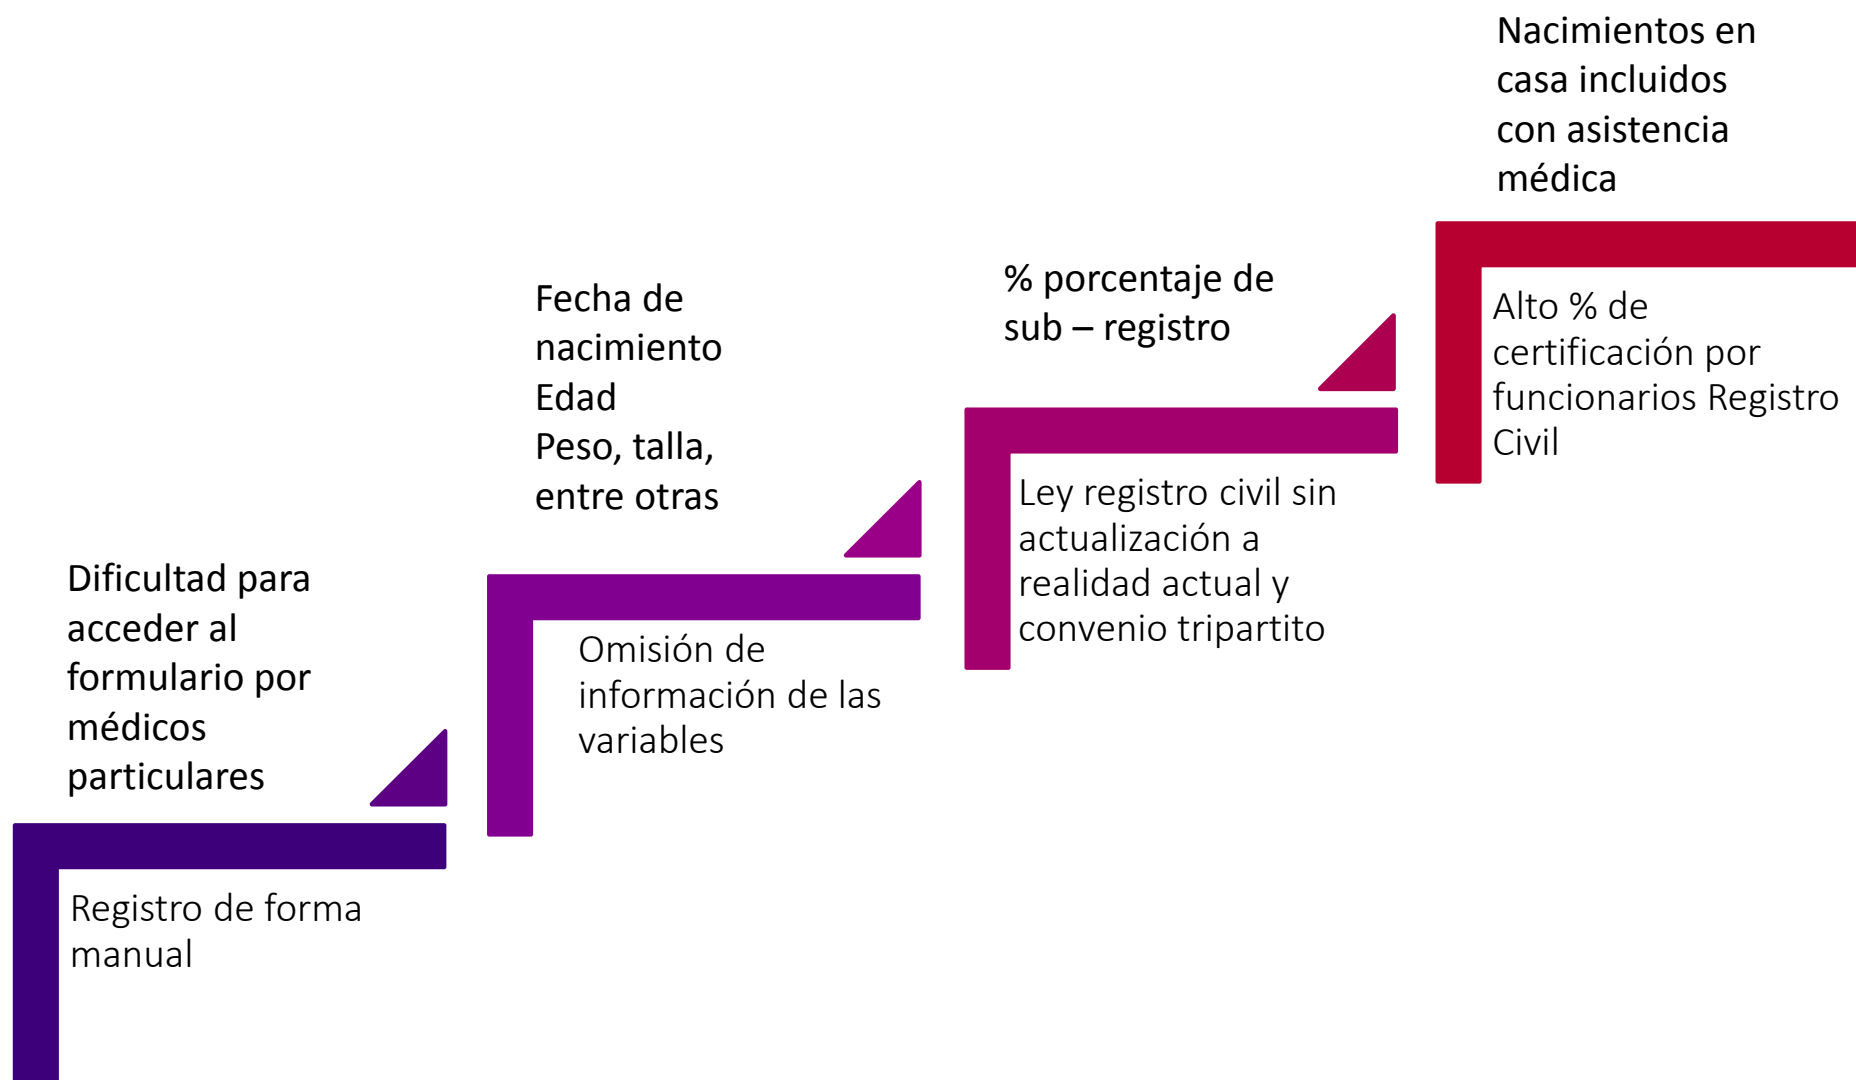 Dificultad para
acceder al
formulario por
médicos
particulares
Registro de forma
manual
Fecha de
nacimiento
Edad
Peso, talla,
entre otras
Omisión de
información de las
variables
% porcentaje de
sub – registro
Ley registro civil sin
actualización a
realidad actual y
convenio tripartito
Nacimientos en
casa incluidos
con asistencia
médica
Alto % de
certificación por
funcionarios Registro
Civil